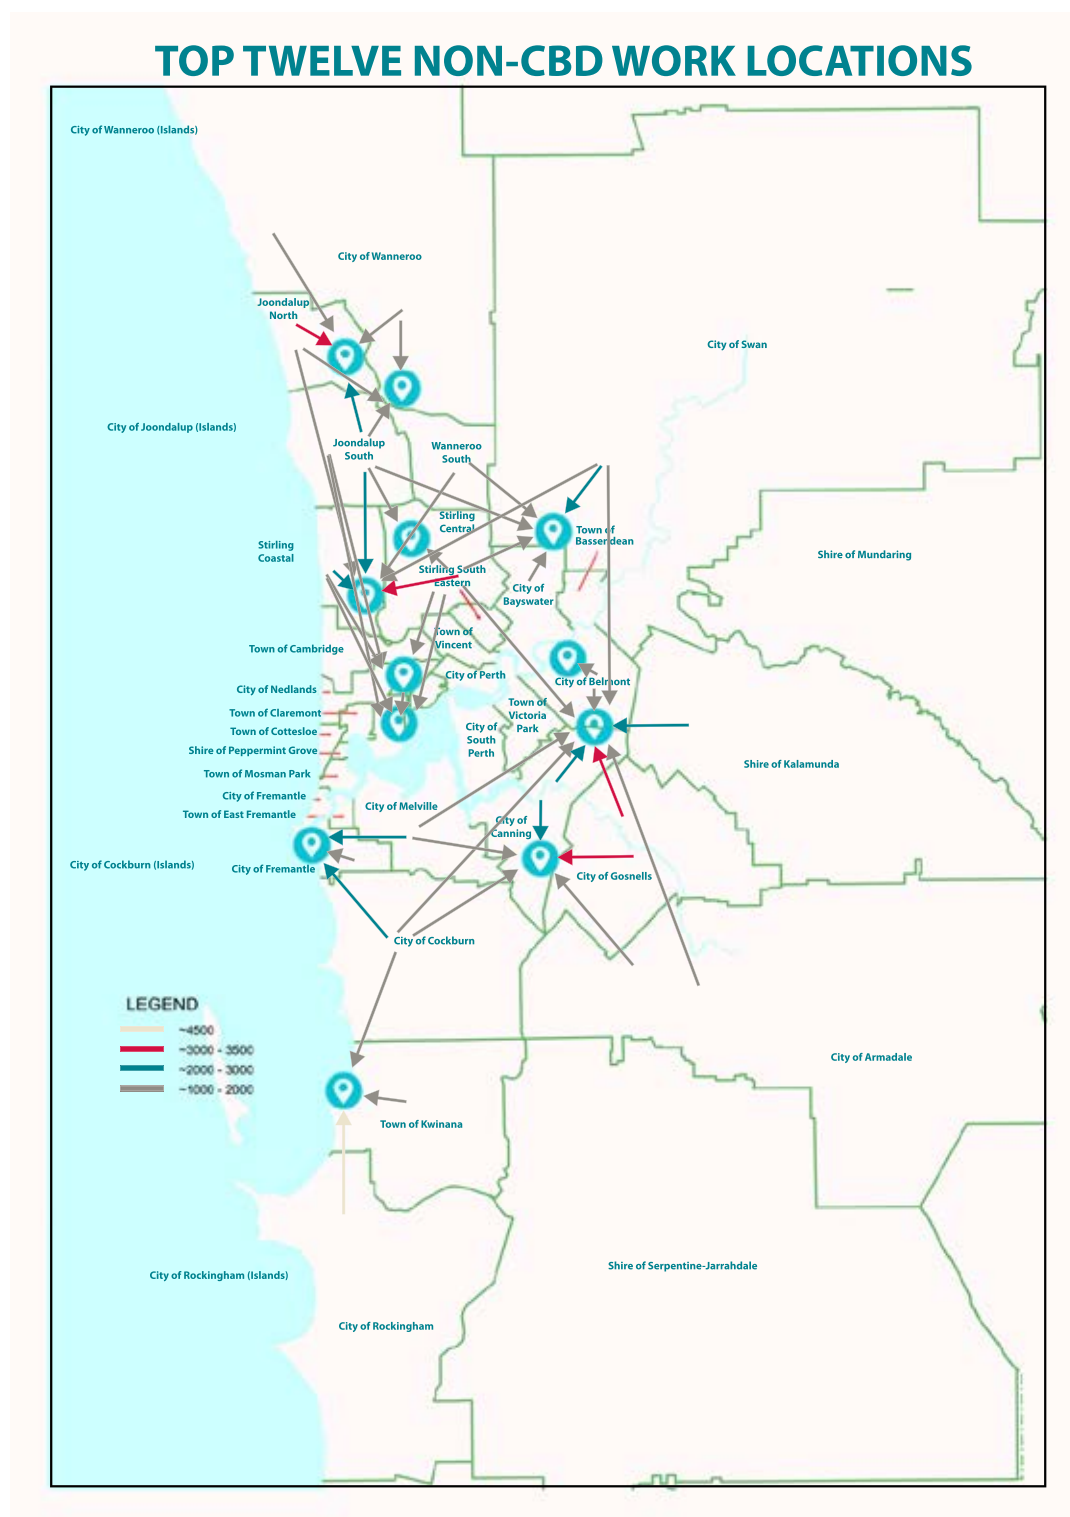 TOP TWELVE NON-CBD WORK LOCATIONS
City of Wanneroo (Islands)
City of Wanneroo
Joondalup
North
City of Swan
City of Joondalup (Islands)
Joondalup
South
Wanneroo
South
Stirling
Central
Town of
Bassendean
Stirling
Coastal
Shire of Mundaring
Stirling South
Eastern
City of
Bayswater
Town of
Vincent
Town of Cambridge
City of Perth
City of Belmont
City of Nedlands
Town of
Victoria
Park
Town of Claremont
City of
South
Perth
Town of Cottesloe
Shire of Peppermint Grove
Shire of Kalamunda
Town of Mosman Park
City of Fremantle
City of Melville
Town of East Fremantle
City of
Canning
City of Cockburn (Islands)
City of Fremantle
City of Gosnells
City of Cockburn
LEGEND
~4500
~3000 - 3500
~2000 - 3000
~1000 - 2000
City of Armadale
Town of Kwinana
Shire of Serpentine-Jarrahdale
City of Rockingham (Islands)
City of Rockingham